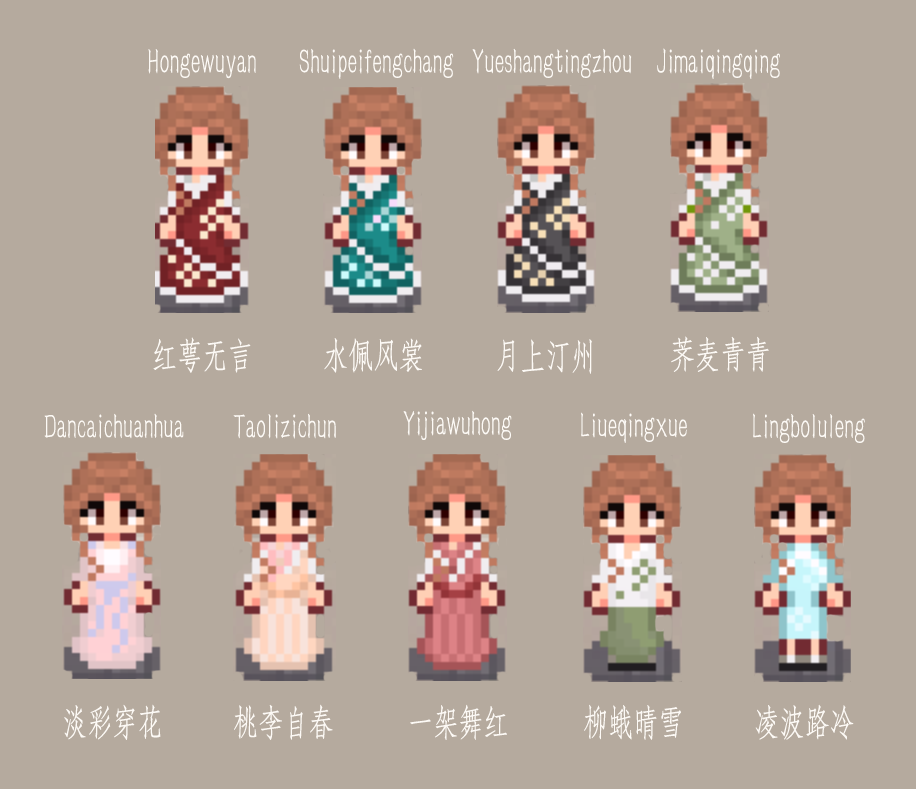 Hongewuyan Shuipeifengchang Yueshangtingzhou Jimaiqingqing
红萼无言 水佩风裳 月上汀州 荞麦青青
Dancaichuanhua Taolizichun Yijiawuhong Liueqingxue Lingboluleng
淡彩穿花 桃李自春 一架舞红 柳蛾晴雪 凌波路冷